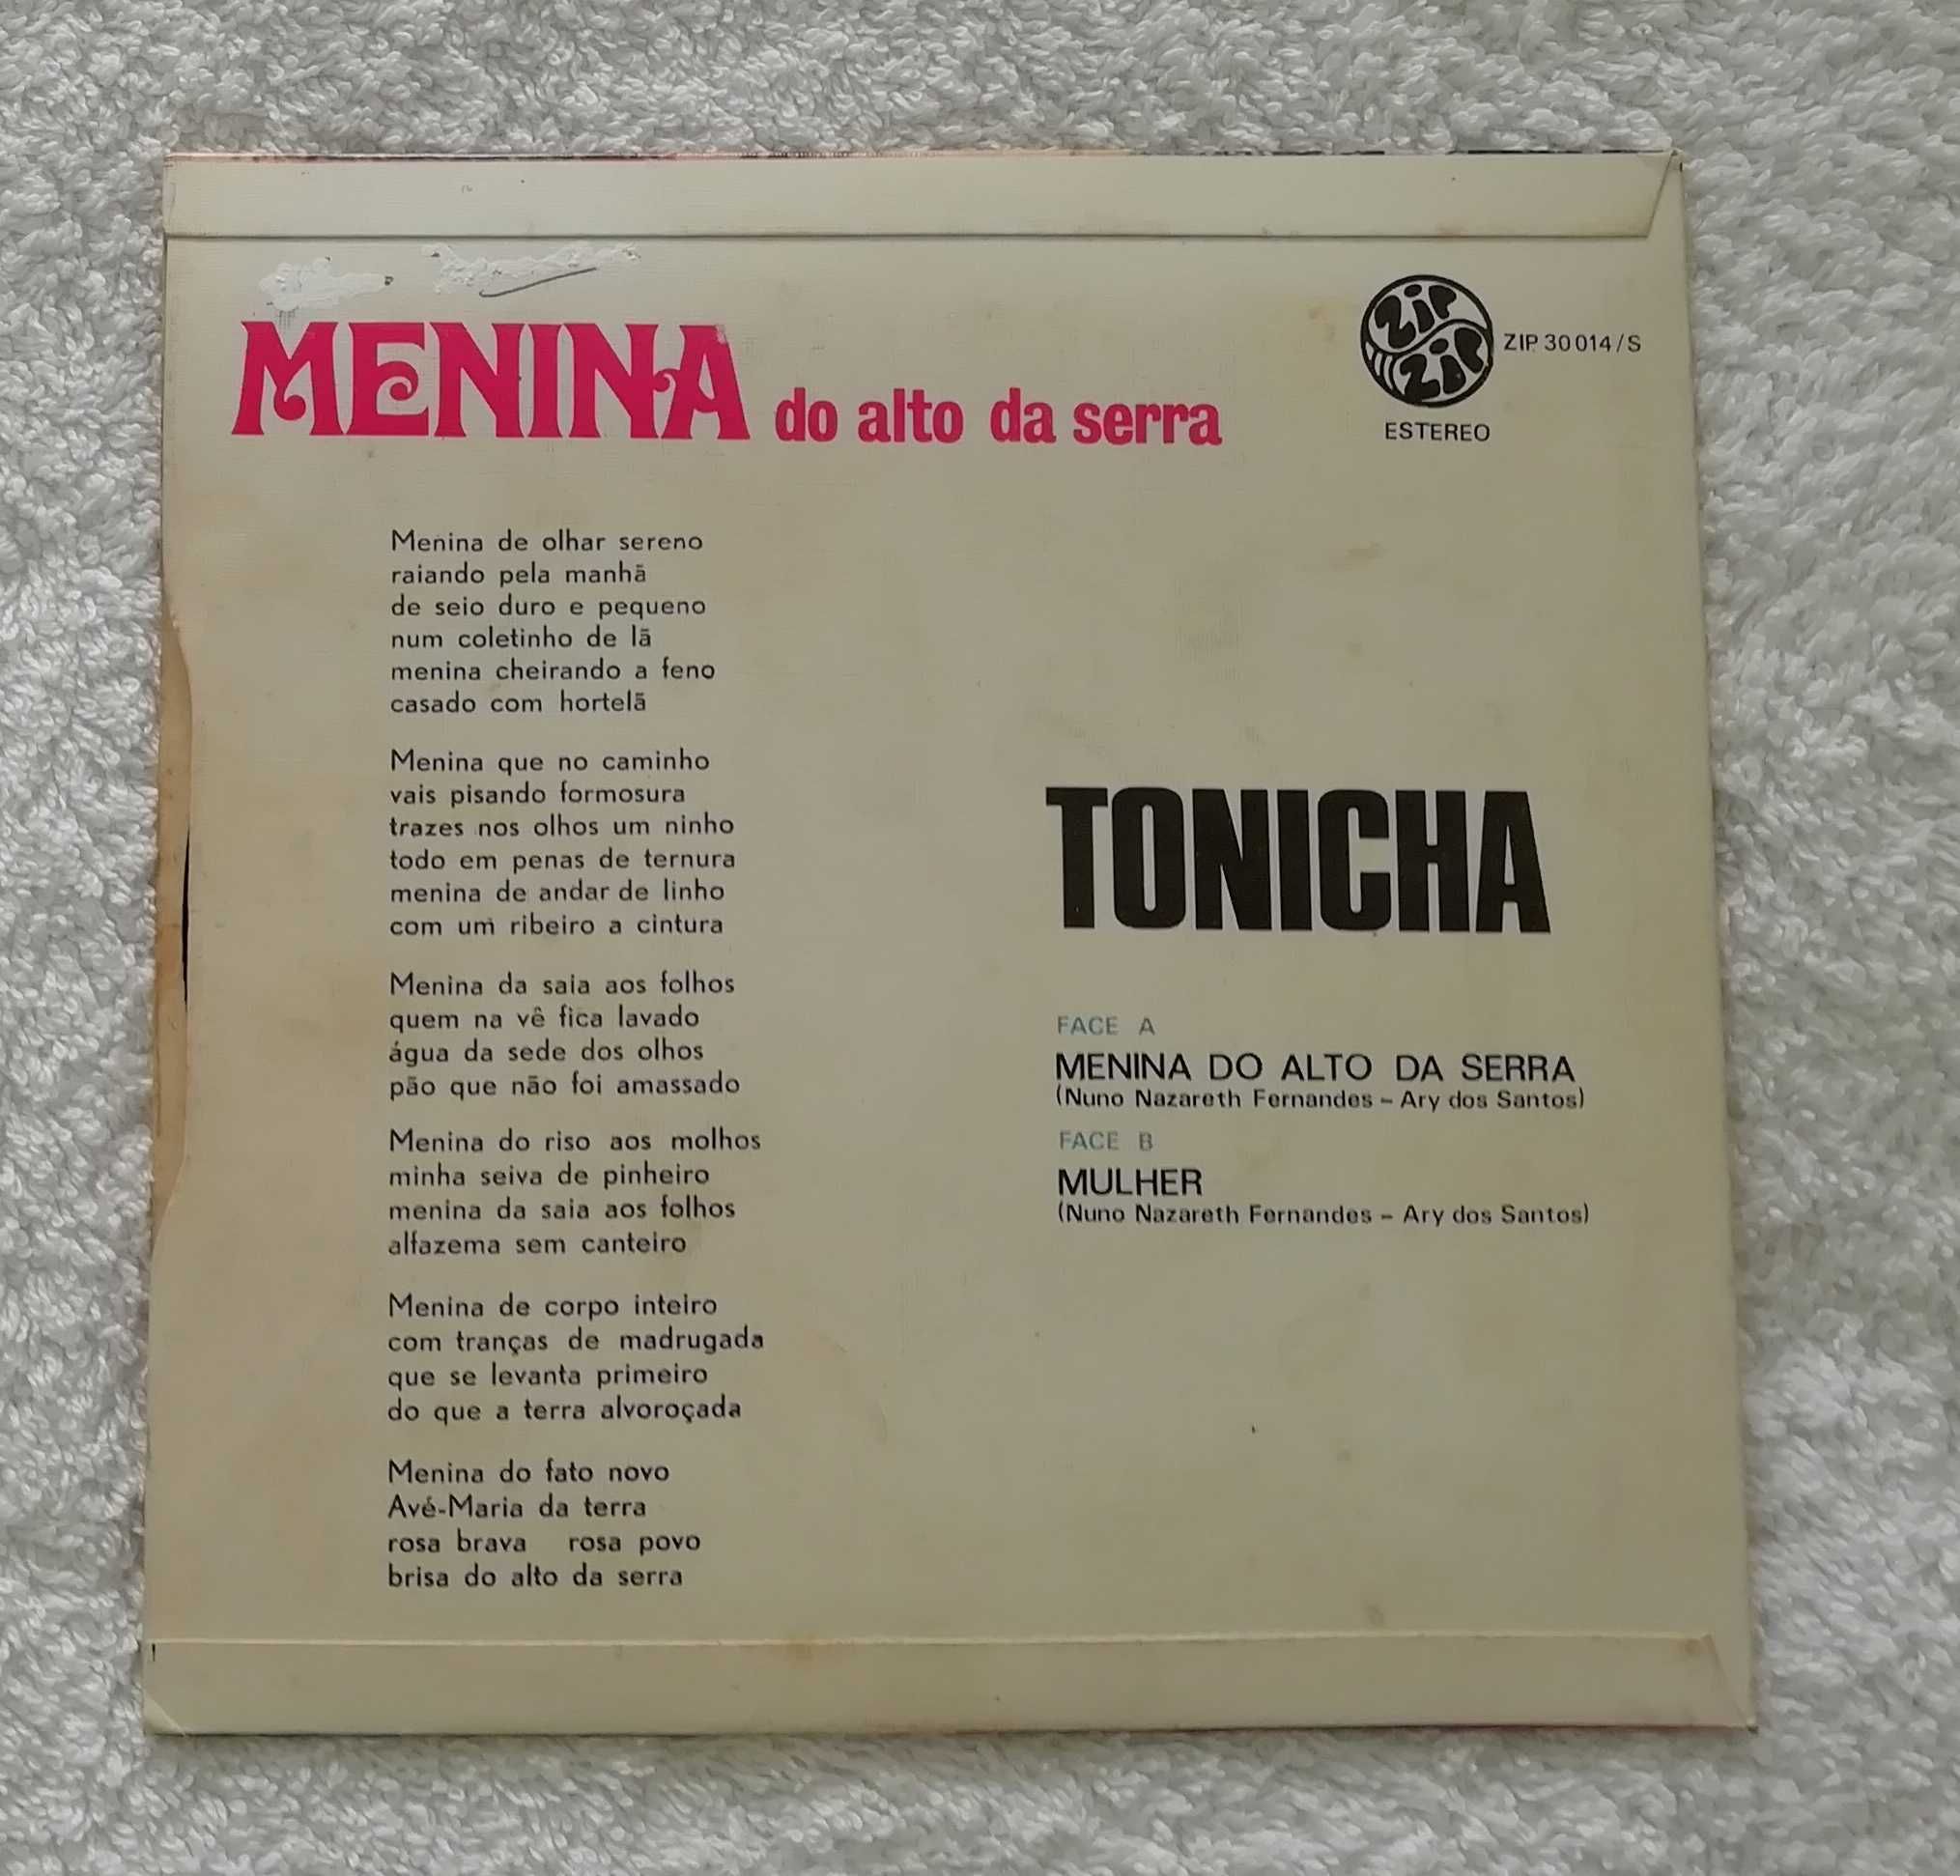 MENINA do alto da serra
ZIP ZIP
ZIP 30014/S
ESTEREO
Menina de olhar sereno
raiando pela manhã
de seio duro e pequeno
num coletinho de lã
menina cheirando a feno
casado com hortelã
Menina que no caminho
vais pisando formosura
trazes nos olhos um ninho
todo em penas de ternura
menina de andar de linho
com um ribeiro a cintura
Menina da saia aos folhos
quem na vê fica lavado
água da sede dos olhos
pão que não foi amassado
Menina do riso aos molhos
minha seiva de pinheiro
menina da saia aos folhos
alfazema sem canteiro
Menina de corpo inteiro
com tranças de madrugada
que se levanta primeiro
do que a terra alvoroçada
Menina do fato novo
Avé-Maria da terra
rosa brava rosa povo
brisa do alto da serra
TONICHA
FACE A
MENINA DO ALTO DA SERRA
(Nuno Nazareth Fernandes – Ary dos Santos)
FACE B
MULHER
(Nuno Nazareth Fernandes – Ary dos Santos)